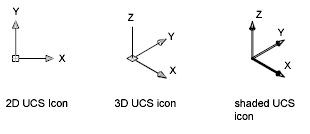 Y
X
2D UCS Icon
Z
Y
X
3D UCS icon
Z
Y
X
shaded UCS
icon